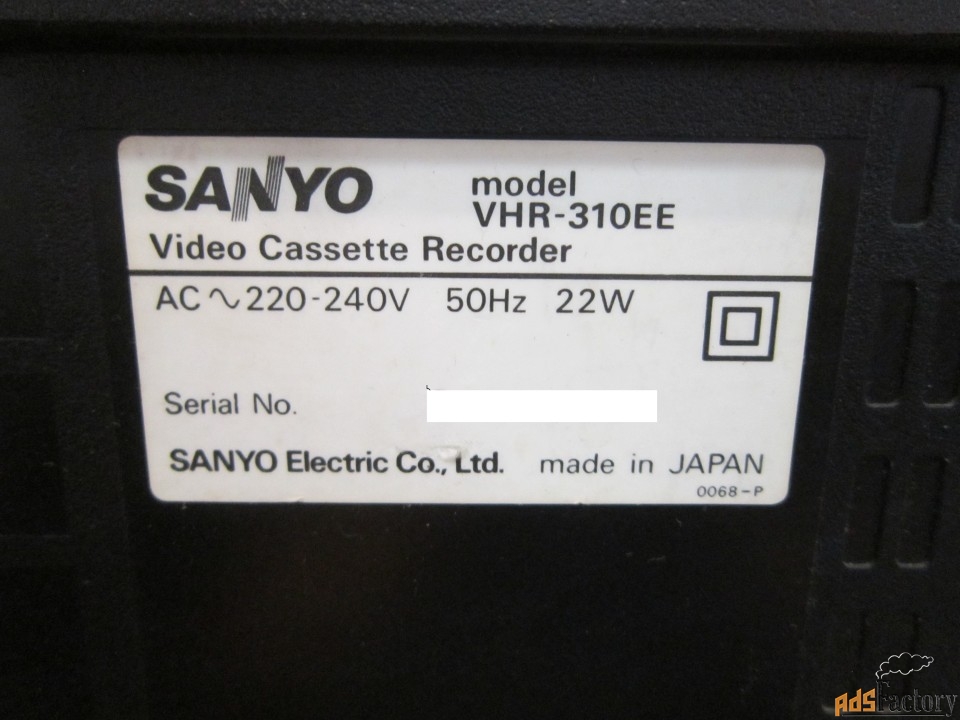 SANYO
model
VHR-310EE
Video Cassette Recorder
AC ~ 220-240V 50Hz 22W
Serial No.
SANYO Electric Co., Ltd. made in JAPAN
0068-P
AdsFactory